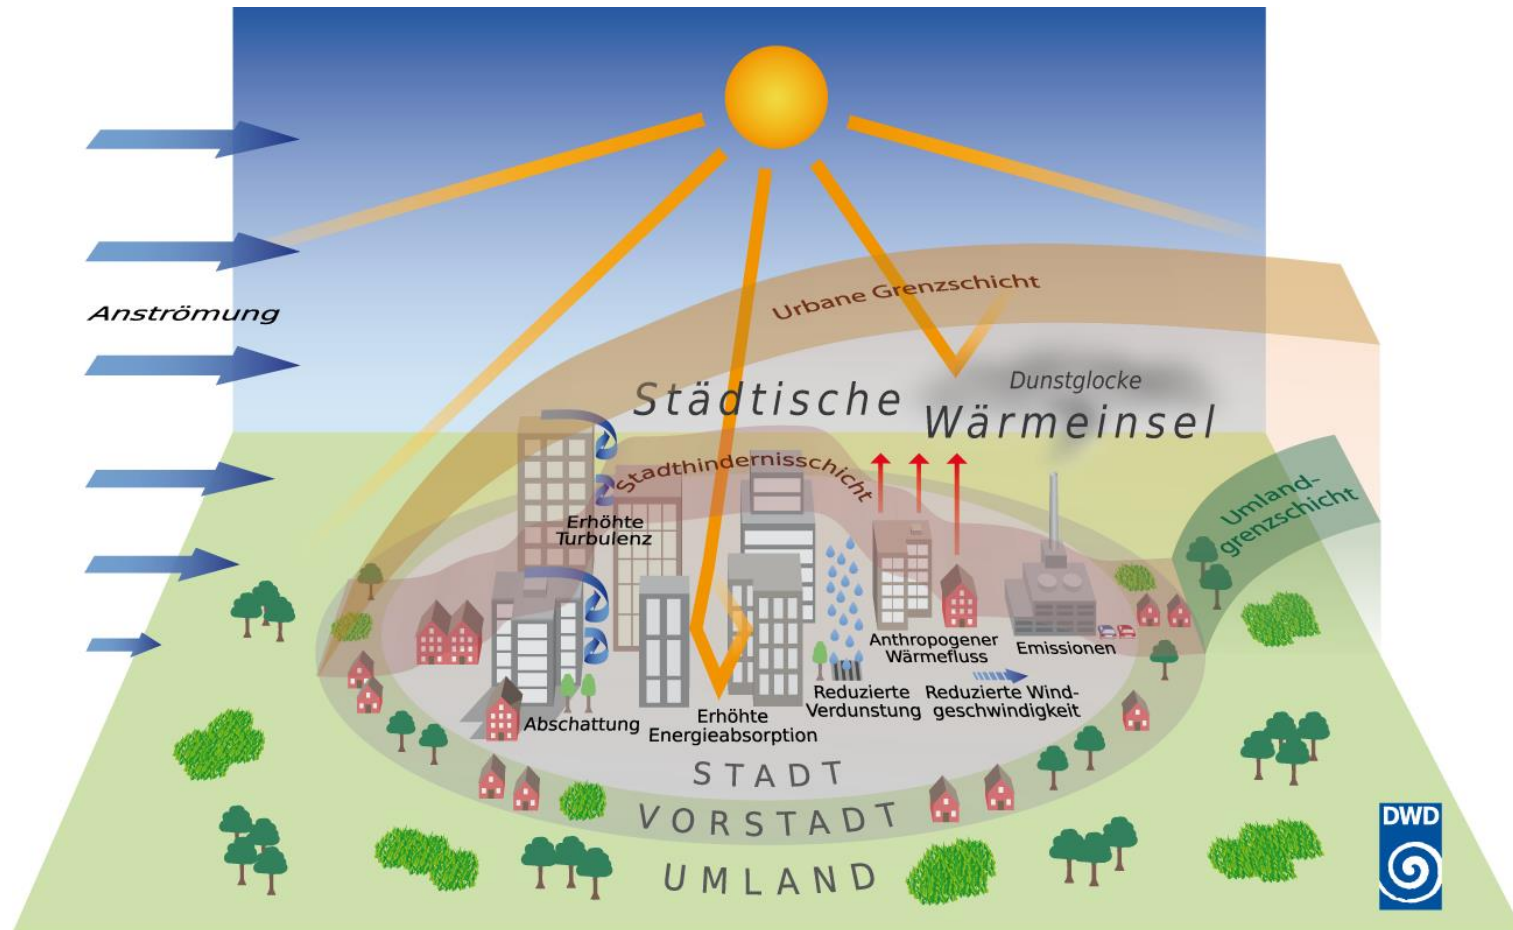 Anströmung
Urbane Grenzschicht
Dunstglocke
Städtische
Wärmeinsel
Stadthindernisschicht
Umland-
grenzschicht
Erhöhte
Turbulenz
Anthropogener
Wärmefluss
Emissionen
Abschattung
Erhöhte
Energieabsorption
Reduzierte
Verdunstung
Reduzierte Wind-
geschwindigkeit
STADT
VORSTADT
UMLAND
DWD